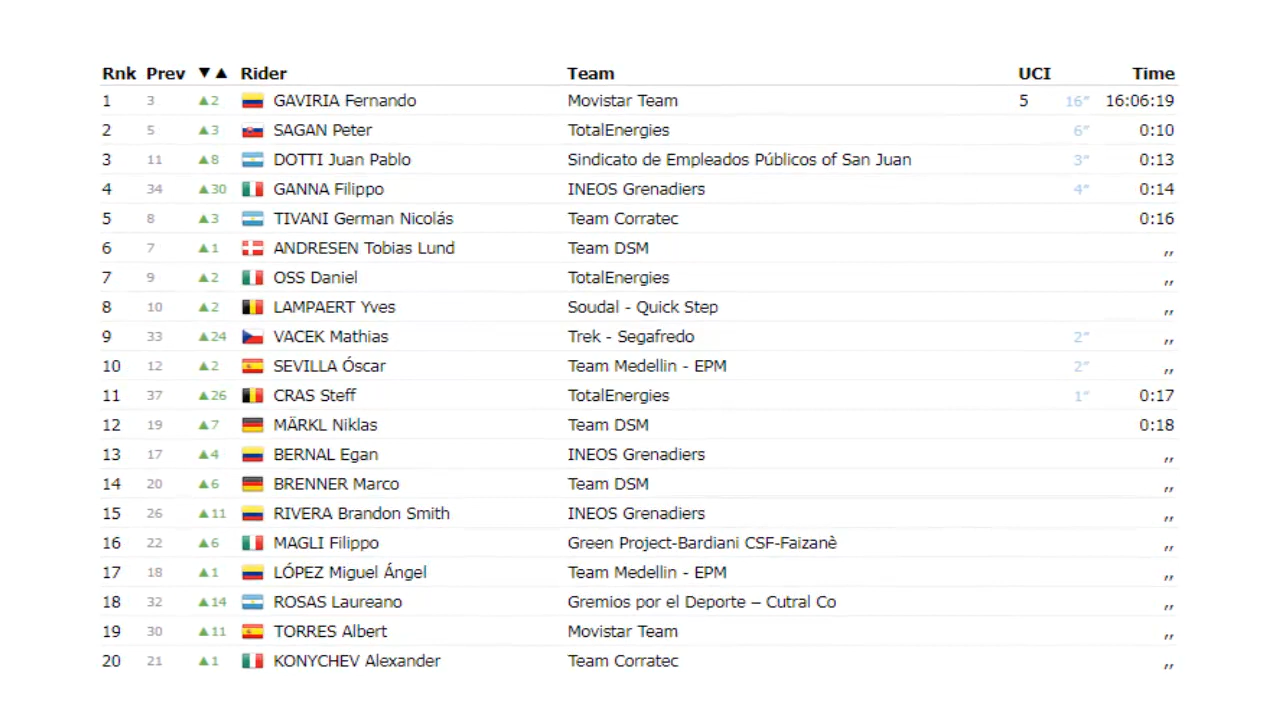 Rnk Prev ▼▲ Rider Team UCI Time
1 3 ▲2 GAVIRIA Fernando Movistar Team 5 16″ 16:06:19
2 5 ▲3 SAGAN Peter TotalEnergies 6″ 0:10
3 11 ▲8 DOTTI Juan Pablo Sindicato de Empleados Públicos of San Juan 3″ 0:13
4 34 ▲30 GANNA Filippo INEOS Grenadiers 4″ 0:14
5 8 ▲3 TIVANI German Nicolás Team Corratec 0:16
6 7 ▲1 ANDRESEN Tobias Lund Team DSM ,,
7 9 ▲2 OSS Daniel TotalEnergies ,,
8 10 ▲2 LAMPAERT Yves Soudal - Quick Step ,,
9 33 ▲24 VACEK Mathias Trek - Segafredo 2″ ,,
10 12 ▲2 SEVILLA Óscar Team Medellin - EPM 2″ ,,
11 37 ▲26 CRAS Steff TotalEnergies 1″ 0:17
12 19 ▲7 MÄRKL Niklas Team DSM 0:18
13 17 ▲4 BERNAL Egan INEOS Grenadiers ,,
14 20 ▲6 BRENNER Marco Team DSM ,,
15 26 ▲11 RIVERA Brandon Smith INEOS Grenadiers ,,
16 22 ▲6 MAGLI Filippo Green Project-Bardiani CSF-Faizanè ,,
17 18 ▲1 LÓPEZ Miguel Ángel Team Medellin - EPM ,,
18 32 ▲14 ROSAS Laureano Gremios por el Deporte – Cutral Co ,,
19 30 ▲11 TORRES Albert Movistar Team ,,
20 21 ▲1 KONYCHEV Alexander Team Corratec ,,